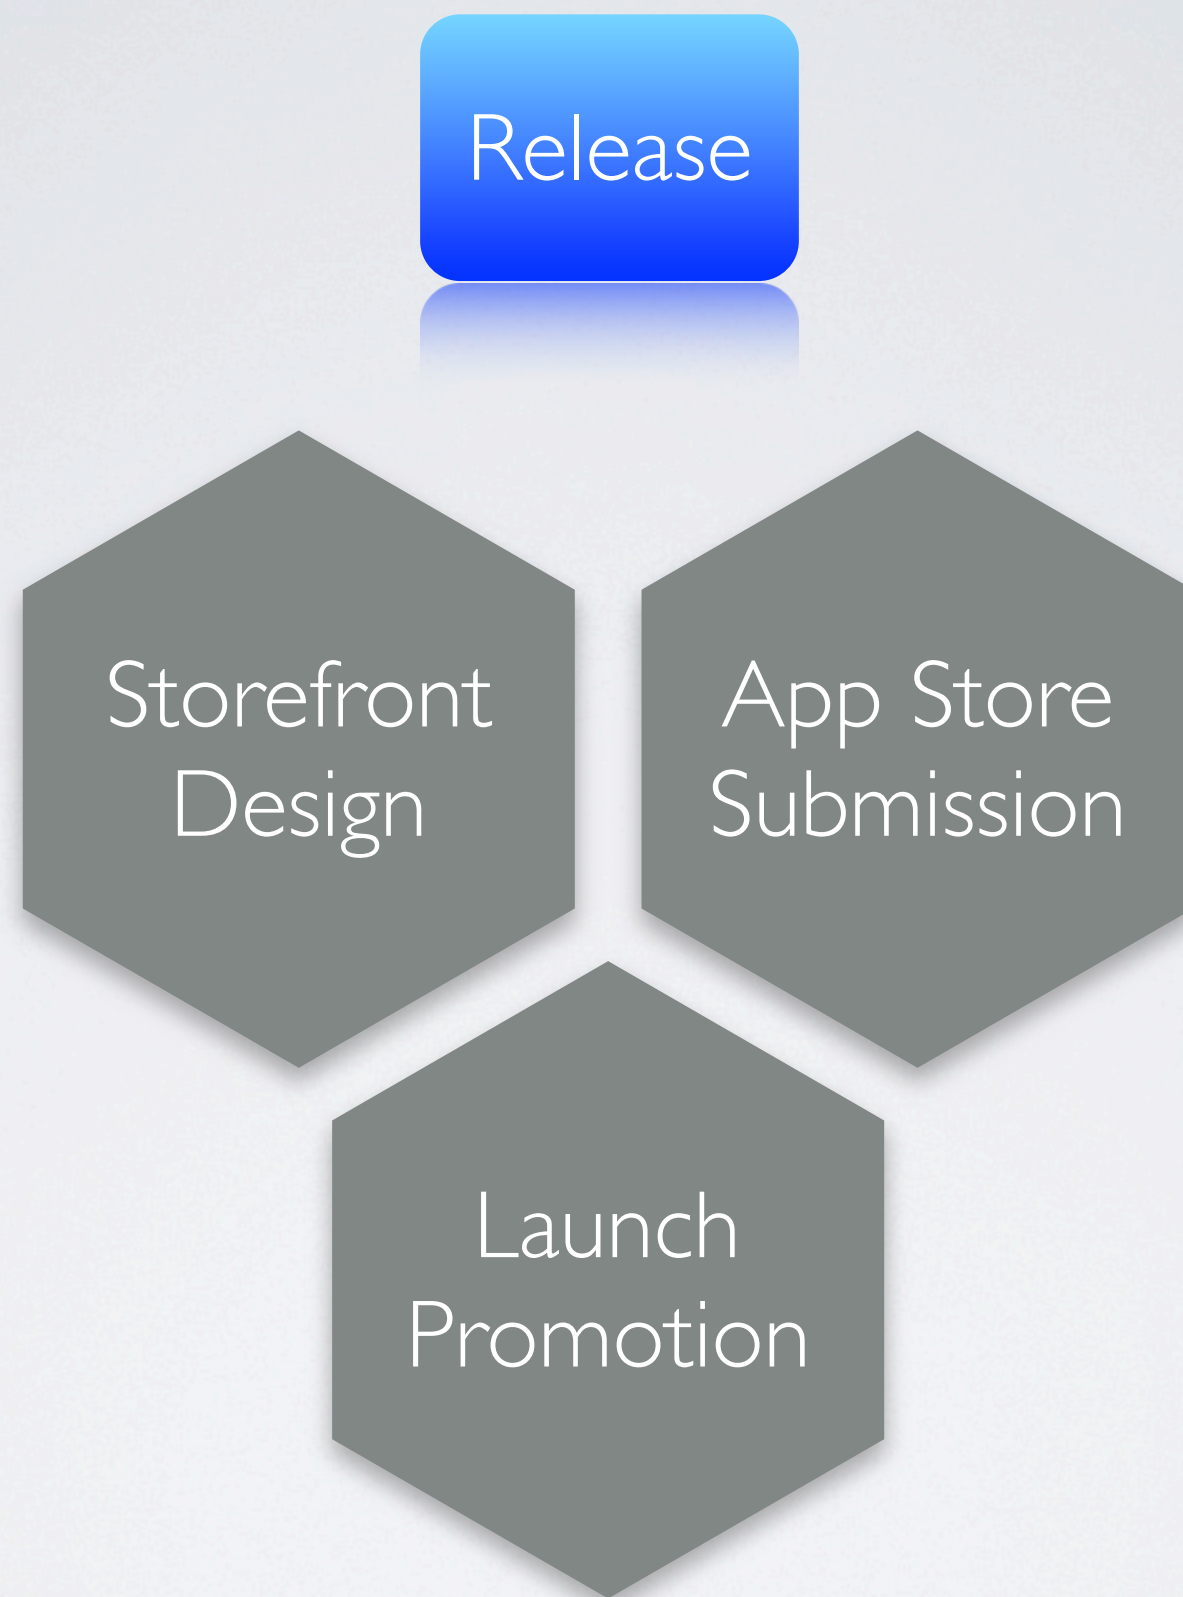 Release
Storefront
Design
App Store
Submission
Launch
Promotion